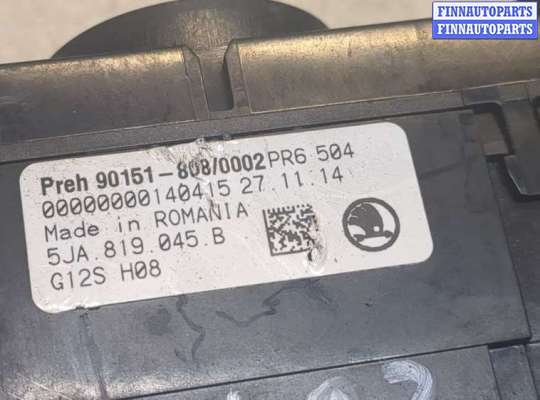 FINNAUTOPARTS
FINNAUTOPARTS
Preh 90151-808/0002 PR6 504
00000000140415 27.11.14
Made in ROMANIA
5JA.819.045.B
G12S H08